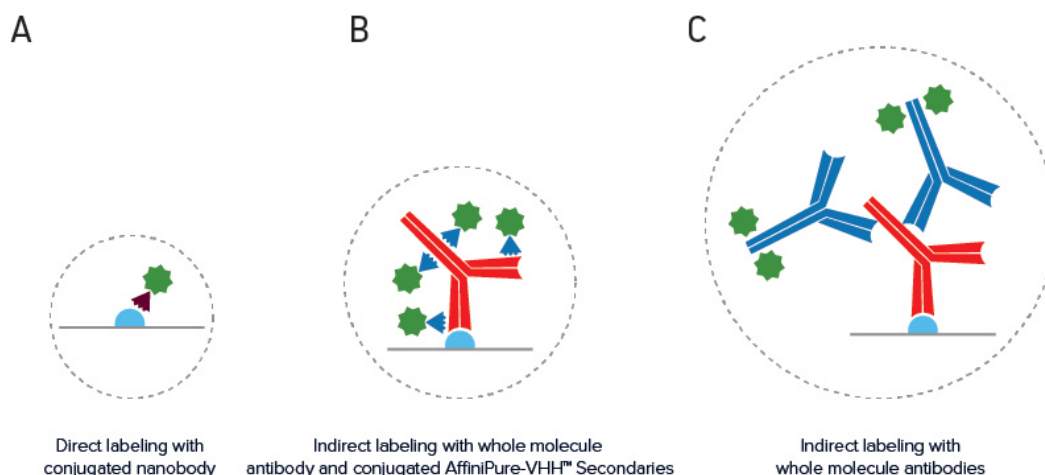 A
B
C
Direct labeling with
conjugated nanobody
Indirect labeling with whole molecule
antibody and conjugated AffiniPure-VHH™ Secondaries
Indirect labeling with
whole molecule antibodies